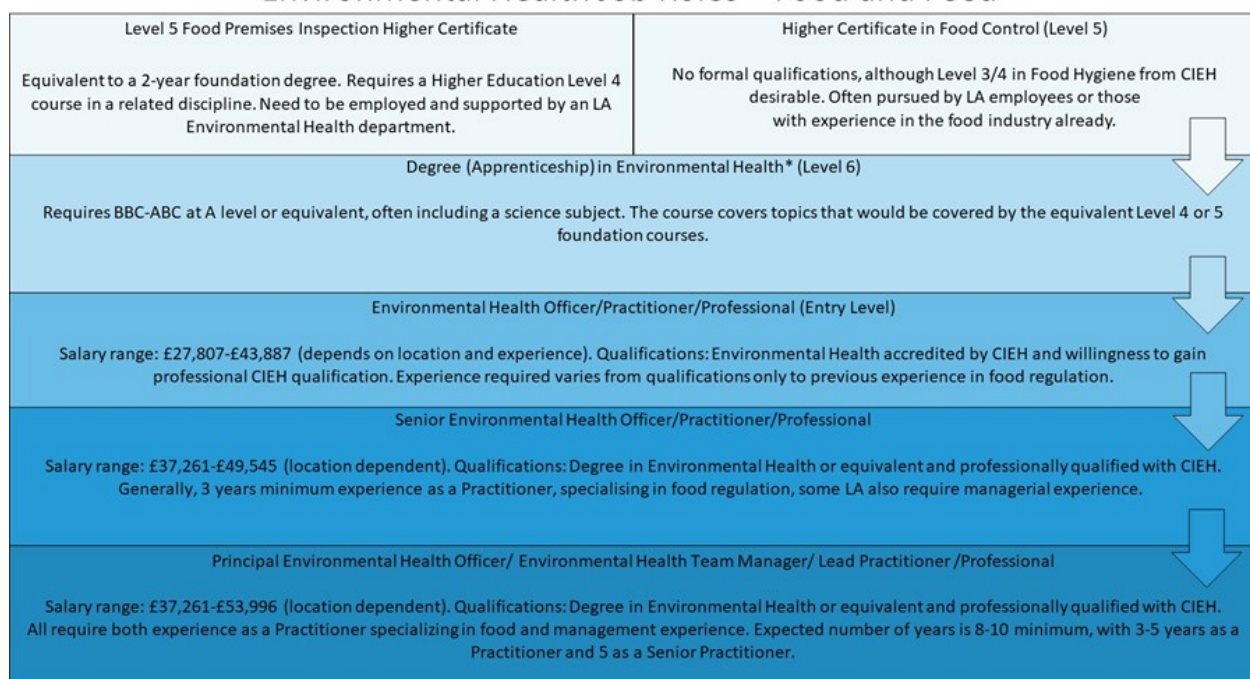 Level 5 Food Premises Inspection Higher Certificate
Equivalent to a 2-year foundation degree. Requires a Higher Education Level 4
course in a related discipline. Need to be employed and supported by an LA
Environmental Health department.
Higher Certificate in Food Control (Level 5)
No formal qualifications, although Level 3/4 in Food Hygiene from CIEH
desirable. Often pursued by LA employees or those
with experience in the food industry already.
Degree (Apprenticeship) in Environmental Health* (Level 6)
Requires BBC-ABC at A level or equivalent, often including a science subject. The course covers topics that would be covered by the equivalent Level 4 or 5
foundation courses.
Environmental Health Officer/Practitioner/Professional (Entry Level)
Salary range: £27,807-£43,887 (depends on location and experience). Qualifications: Environmental Health accredited by CIEH and willingness to gain
professional CIEH qualification. Experience required varies from qualifications only to previous experience in food regulation.
Senior Environmental Health Officer/Practitioner/Professional
Salary range: £37,261-£49,545 (location dependent). Qualifications: Degree in Environmental Health or equivalent and professionally qualified with CIEH.
Generally, 3 years minimum experience as a Practitioner, specialising in food regulation, some LA also require managerial experience.
Principal Environmental Health Officer/ Environmental Health Team Manager/ Lead Practitioner /Professional
Salary range: £37,261-£53,996 (location dependent). Qualifications: Degree in Environmental Health or equivalent and professionally qualified with CIEH.
All require both experience as a Practitioner specializing in food and management experience. Expected number of years is 8-10 minimum, with 3-5 years as a
Practitioner and 5 as a Senior Practitioner.